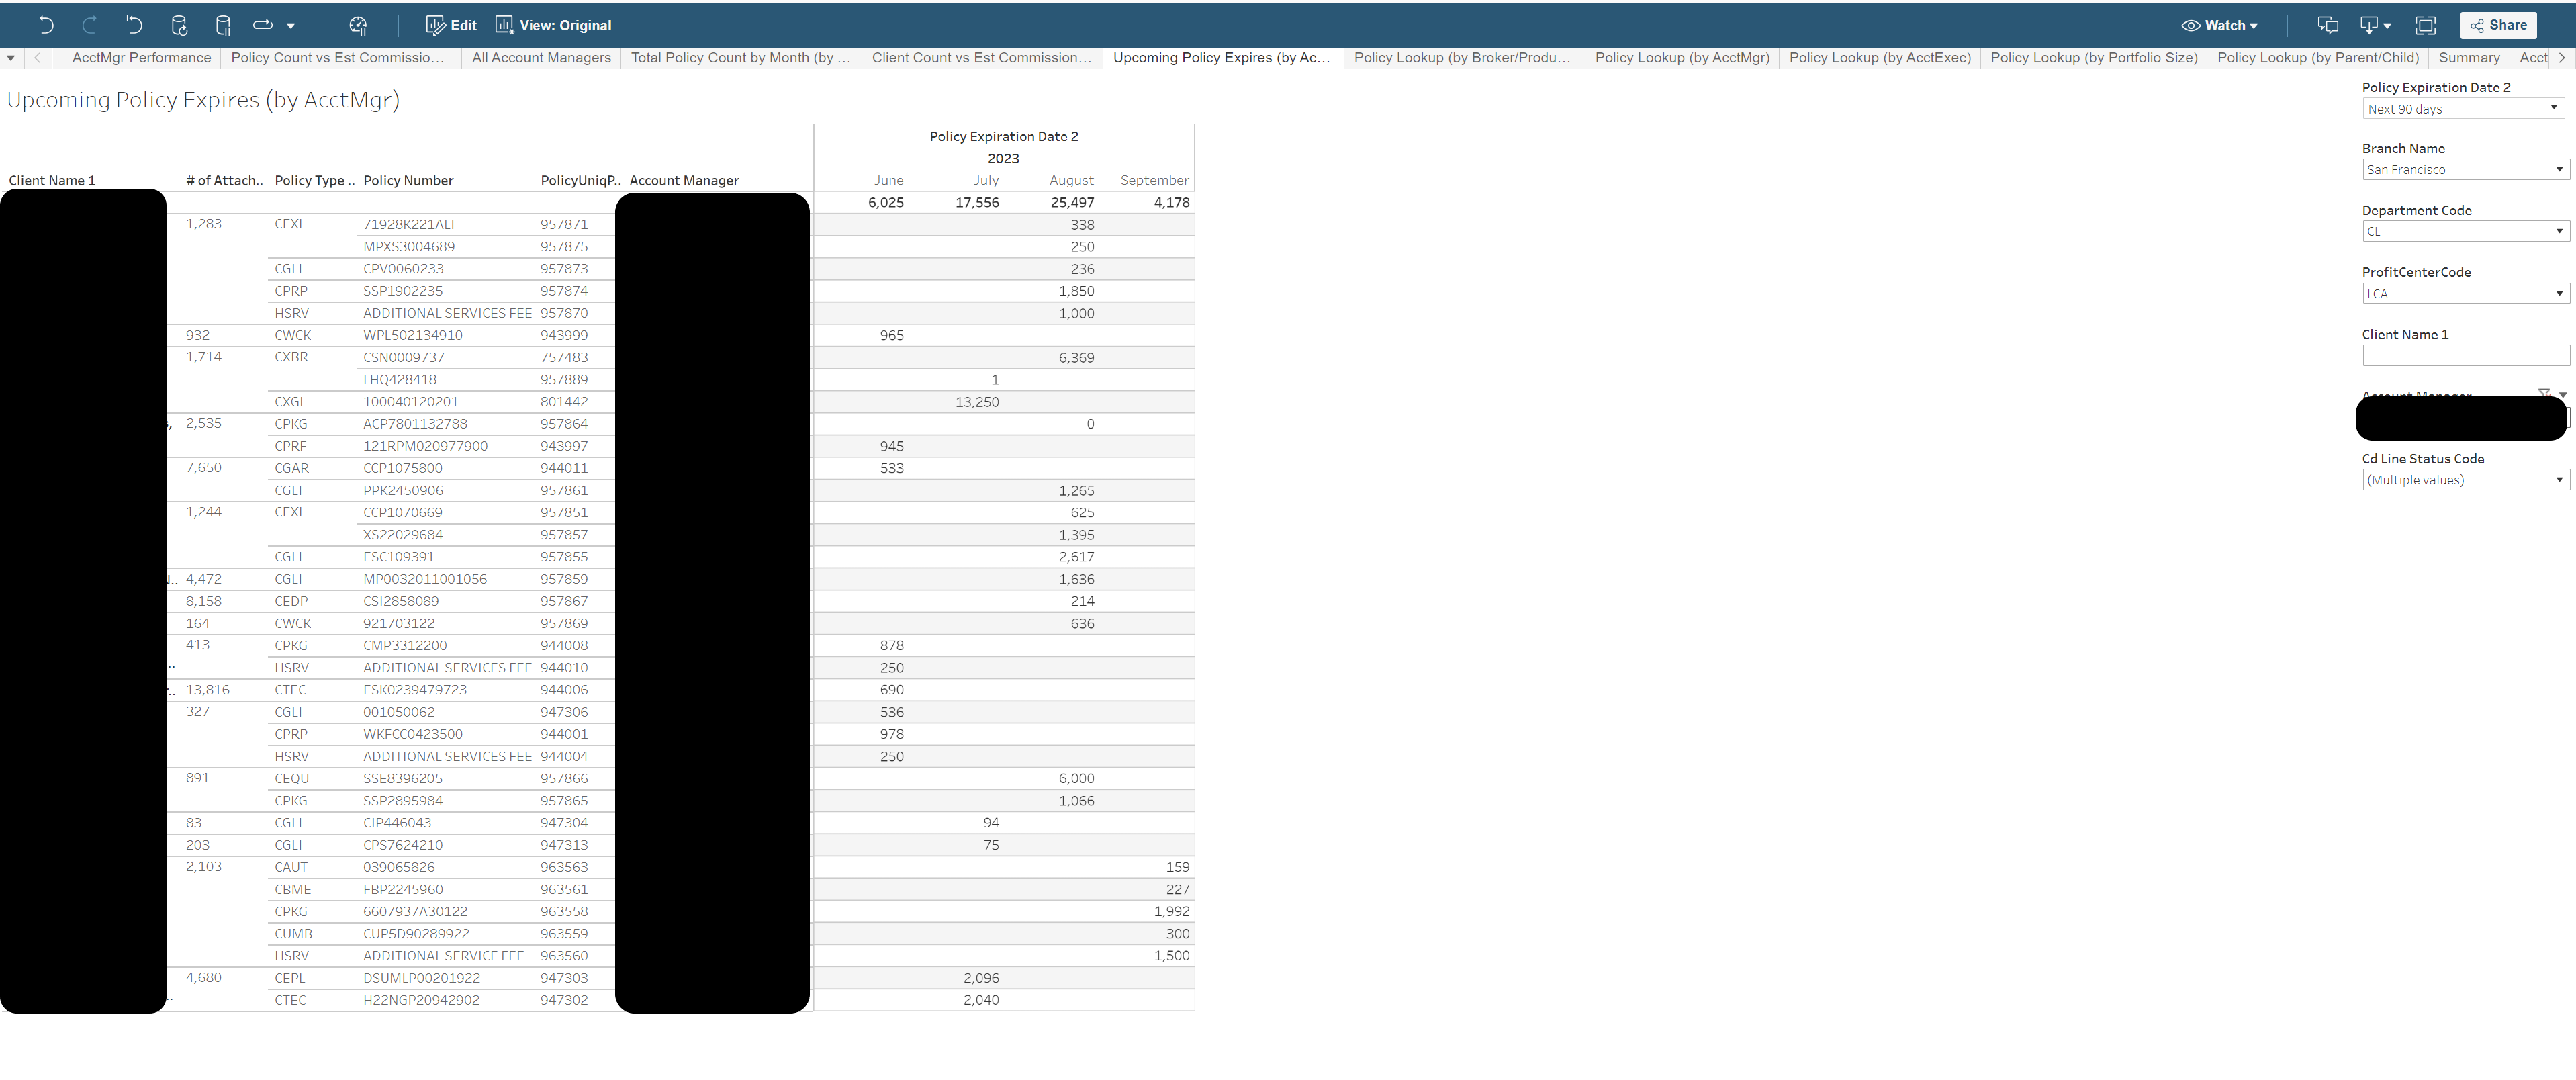 Edit View: Original Watch Share
AcctMgr Performance Policy Count vs Est Commissio... All Account Managers Total Policy Count by Month (by ... Client Count vs Est Commission... Upcoming Policy Expires (by Ac... Policy Lookup (by Broker/Produ... Policy Lookup (by AcctMgr) Policy Lookup (by AcctExec) Policy Lookup (by Portfolio Size) Policy Lookup (by Parent/Child) Summary Acct
Upcoming Policy Expires (by AcctMgr)
Policy Expiration Date 2
2023
Client Name 1 # of Attach.. Policy Type .. Policy Number PolicyUniqP.. Account Manager June July August September
6,025 17,556 25,497 4,178
1,283 CEXL 71928K221ALI 957871 338
MPXS3004689 957875 250
CGLI CPV0060233 957873 236
CPRP SSP1902235 957874 1,850
HSRV ADDITIONAL SERVICES FEE 957870 1,000
932 CWCK WPL502134910 943999 965
1,714 CXBR CSN0009737 757483 6,369
LHQ428418 957889 1
CXGL 100040120201 801442 13,250
2,535 CPKG ACP7801132788 957864 0
CPRF 121RPM020977900 943997 945
7,650 CGAR CCP1075800 944011 533
CGLI PPK2450906 957861 1,265
1,244 CEXL CCP1070669 957851 625
XS22029684 957857 1,395
CGLI ESC109391 957855 2,617
4,472 CGLI MP0032011001056 957859 1,636
8,158 CEDP CSI2858089 957867 214
164 CWCK 921703122 957869 636
413 CPKG CMP3312200 944008 878
HSRV ADDITIONAL SERVICES FEE 944010 250
13,816 CTEC ESK0239479723 944006 690
327 CGLI 001050062 947306 536
CPRP WKFCC0423500 944001 978
HSRV ADDITIONAL SERVICES FEE 944004 250
891 CEQU SSE8396205 957866 6,000
CPKG SSP2895984 957865 1,066
83 CGLI CIP446043 947304 94
203 CGLI CPS7624210 947313 75
2,103 CAUT 039065826 963563 159
CBME FBP2245960 963561 227
CPKG 6607937A30122 963558 1,992
CUMB CUP5D90289922 963559 300
HSRV ADDITIONAL SERVICE FEE 963560 1,500
4,680 CEPL DSUMLP00201922 947303 2,096
CTEC H22NGP20942902 947302 2,040
Policy Expiration Date 2
Next 90 days
Branch Name
San Francisco
Department Code
CL
ProfitCenterCode
LCA
Client Name 1
Account Manager
Cd Line Status Code
(Multiple values)